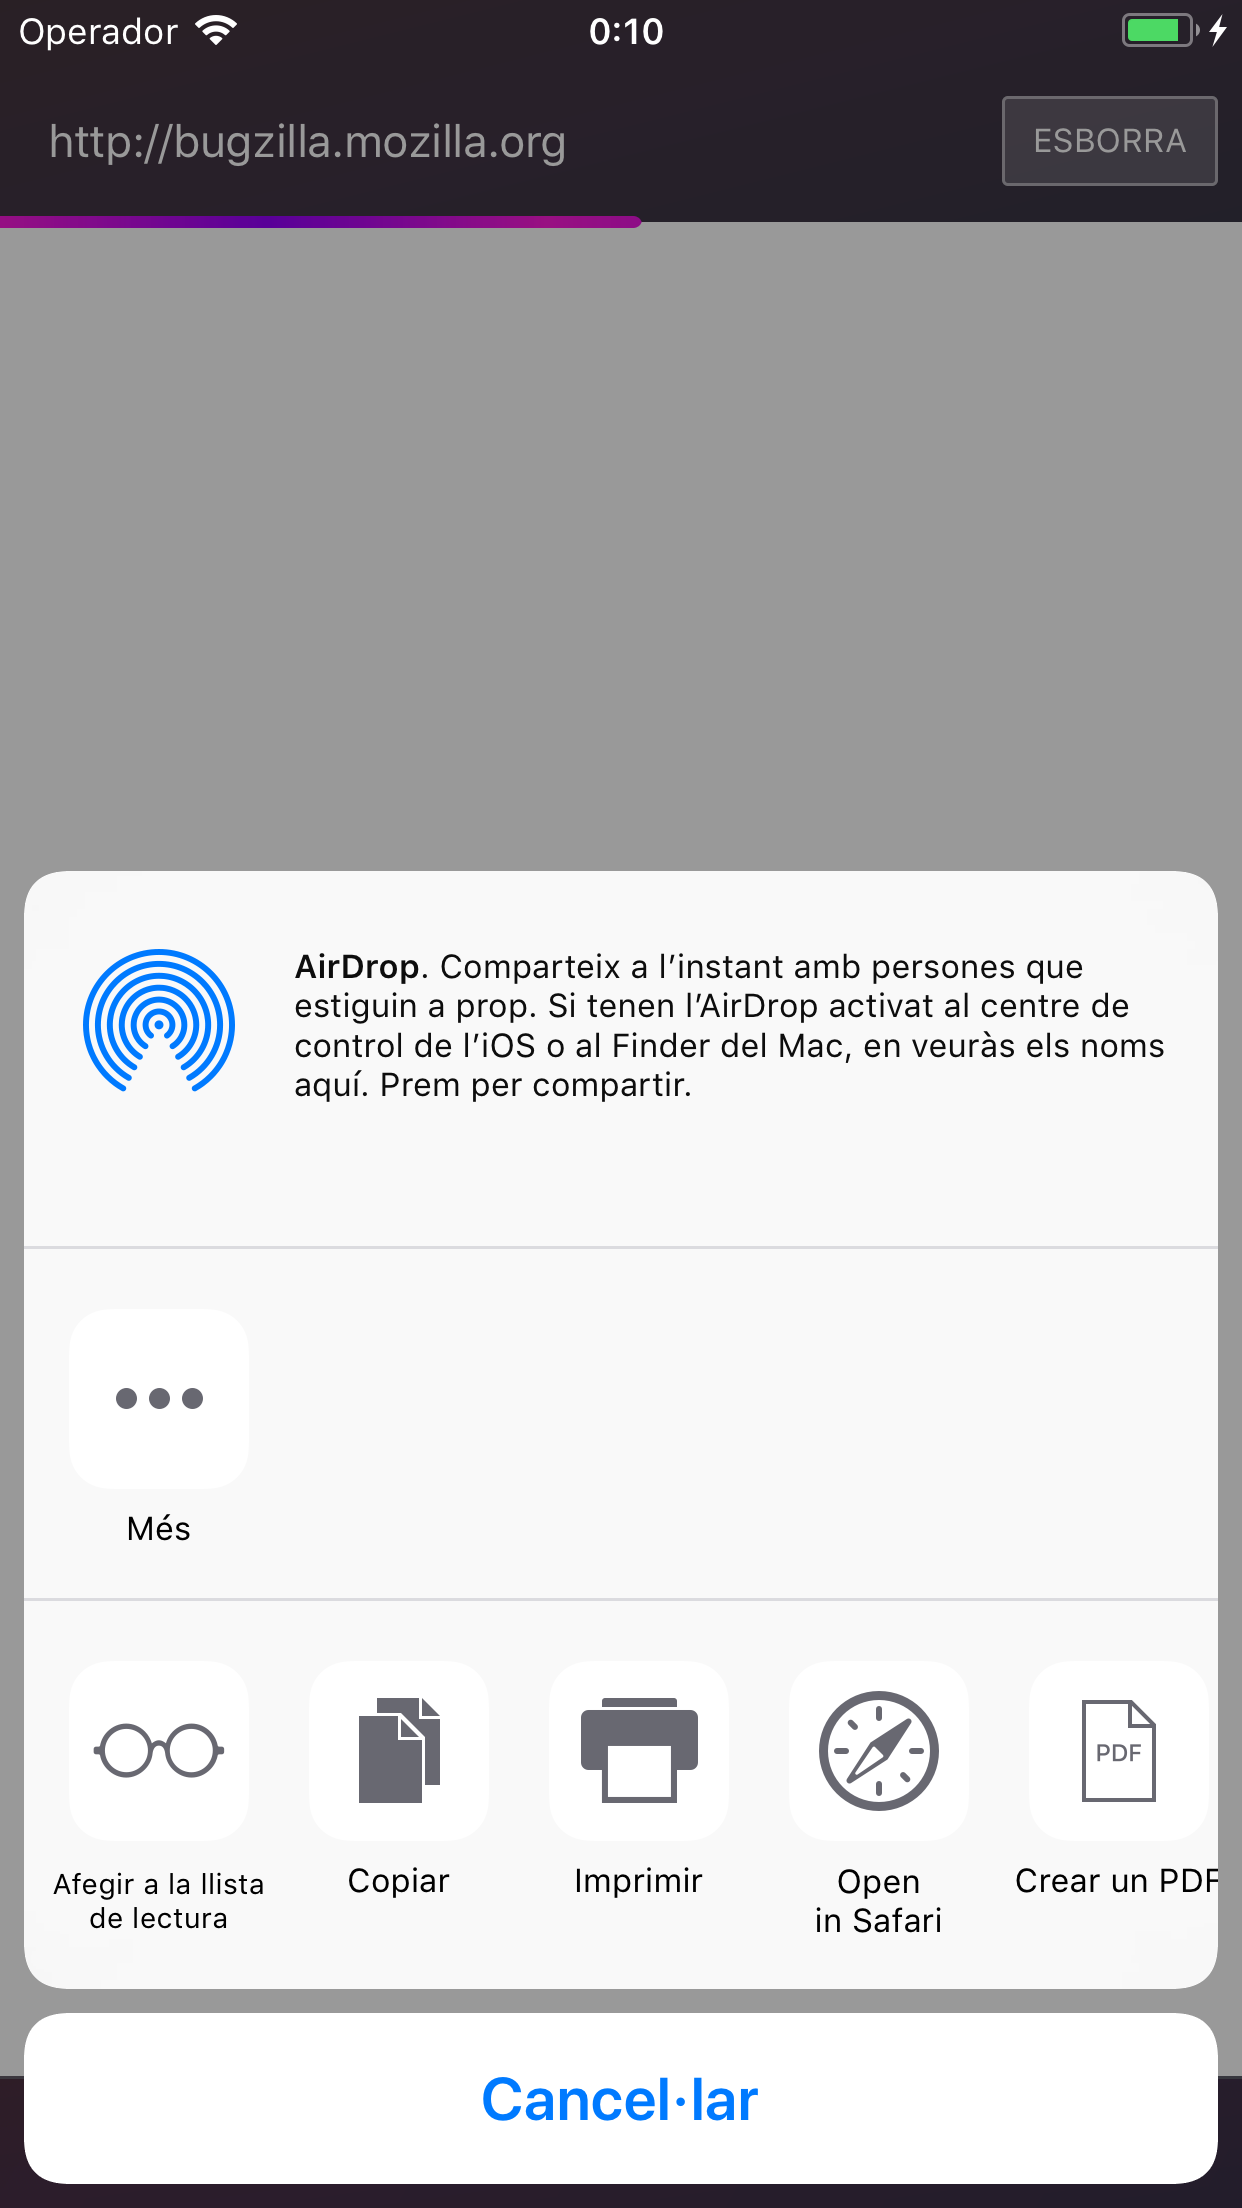 Operador
0:10
http://bugzilla.mozilla.org
ESBORRA
AirDrop. Comparteix a l’instant amb persones que
estiguin a prop. Si tenen l’AirDrop activat al centre de
control de l’iOS o al Finder del Mac, en veuràs els noms
aquí. Prem per compartir.
Més
Afegir a la llista
de lectura
Copiar
Imprimir
Open
in Safari
PDF
Crear un PDF
Cancel·lar